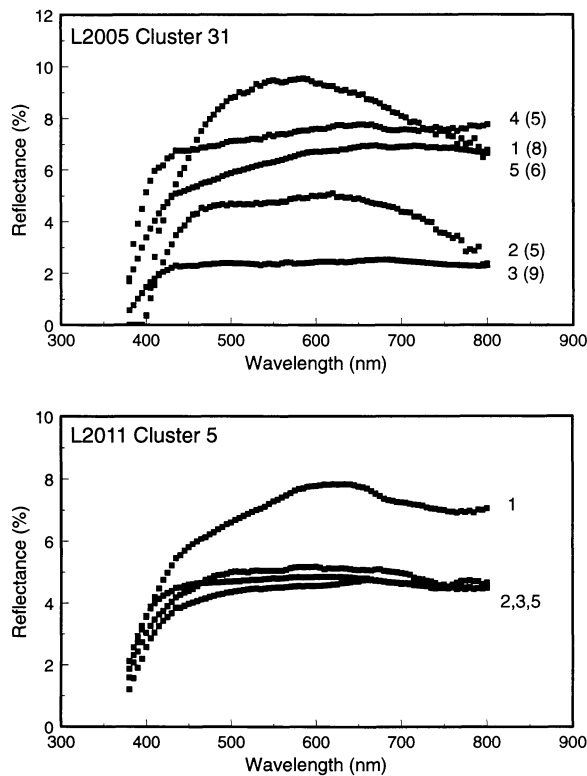 L2005 Cluster 31
12
10
8
6
4
2
0
Reflectance (%)
4 (5)
1 (8)
5 (6)
2 (5)
3 (9)
300 400 500 600 700 800 900
Wavelength (nm)
L2011 Cluster 5
10
8
6
4
2
0
Reflectance (%)
1
2,3,5
300 400 500 600 700 800 900
Wavelength (nm)